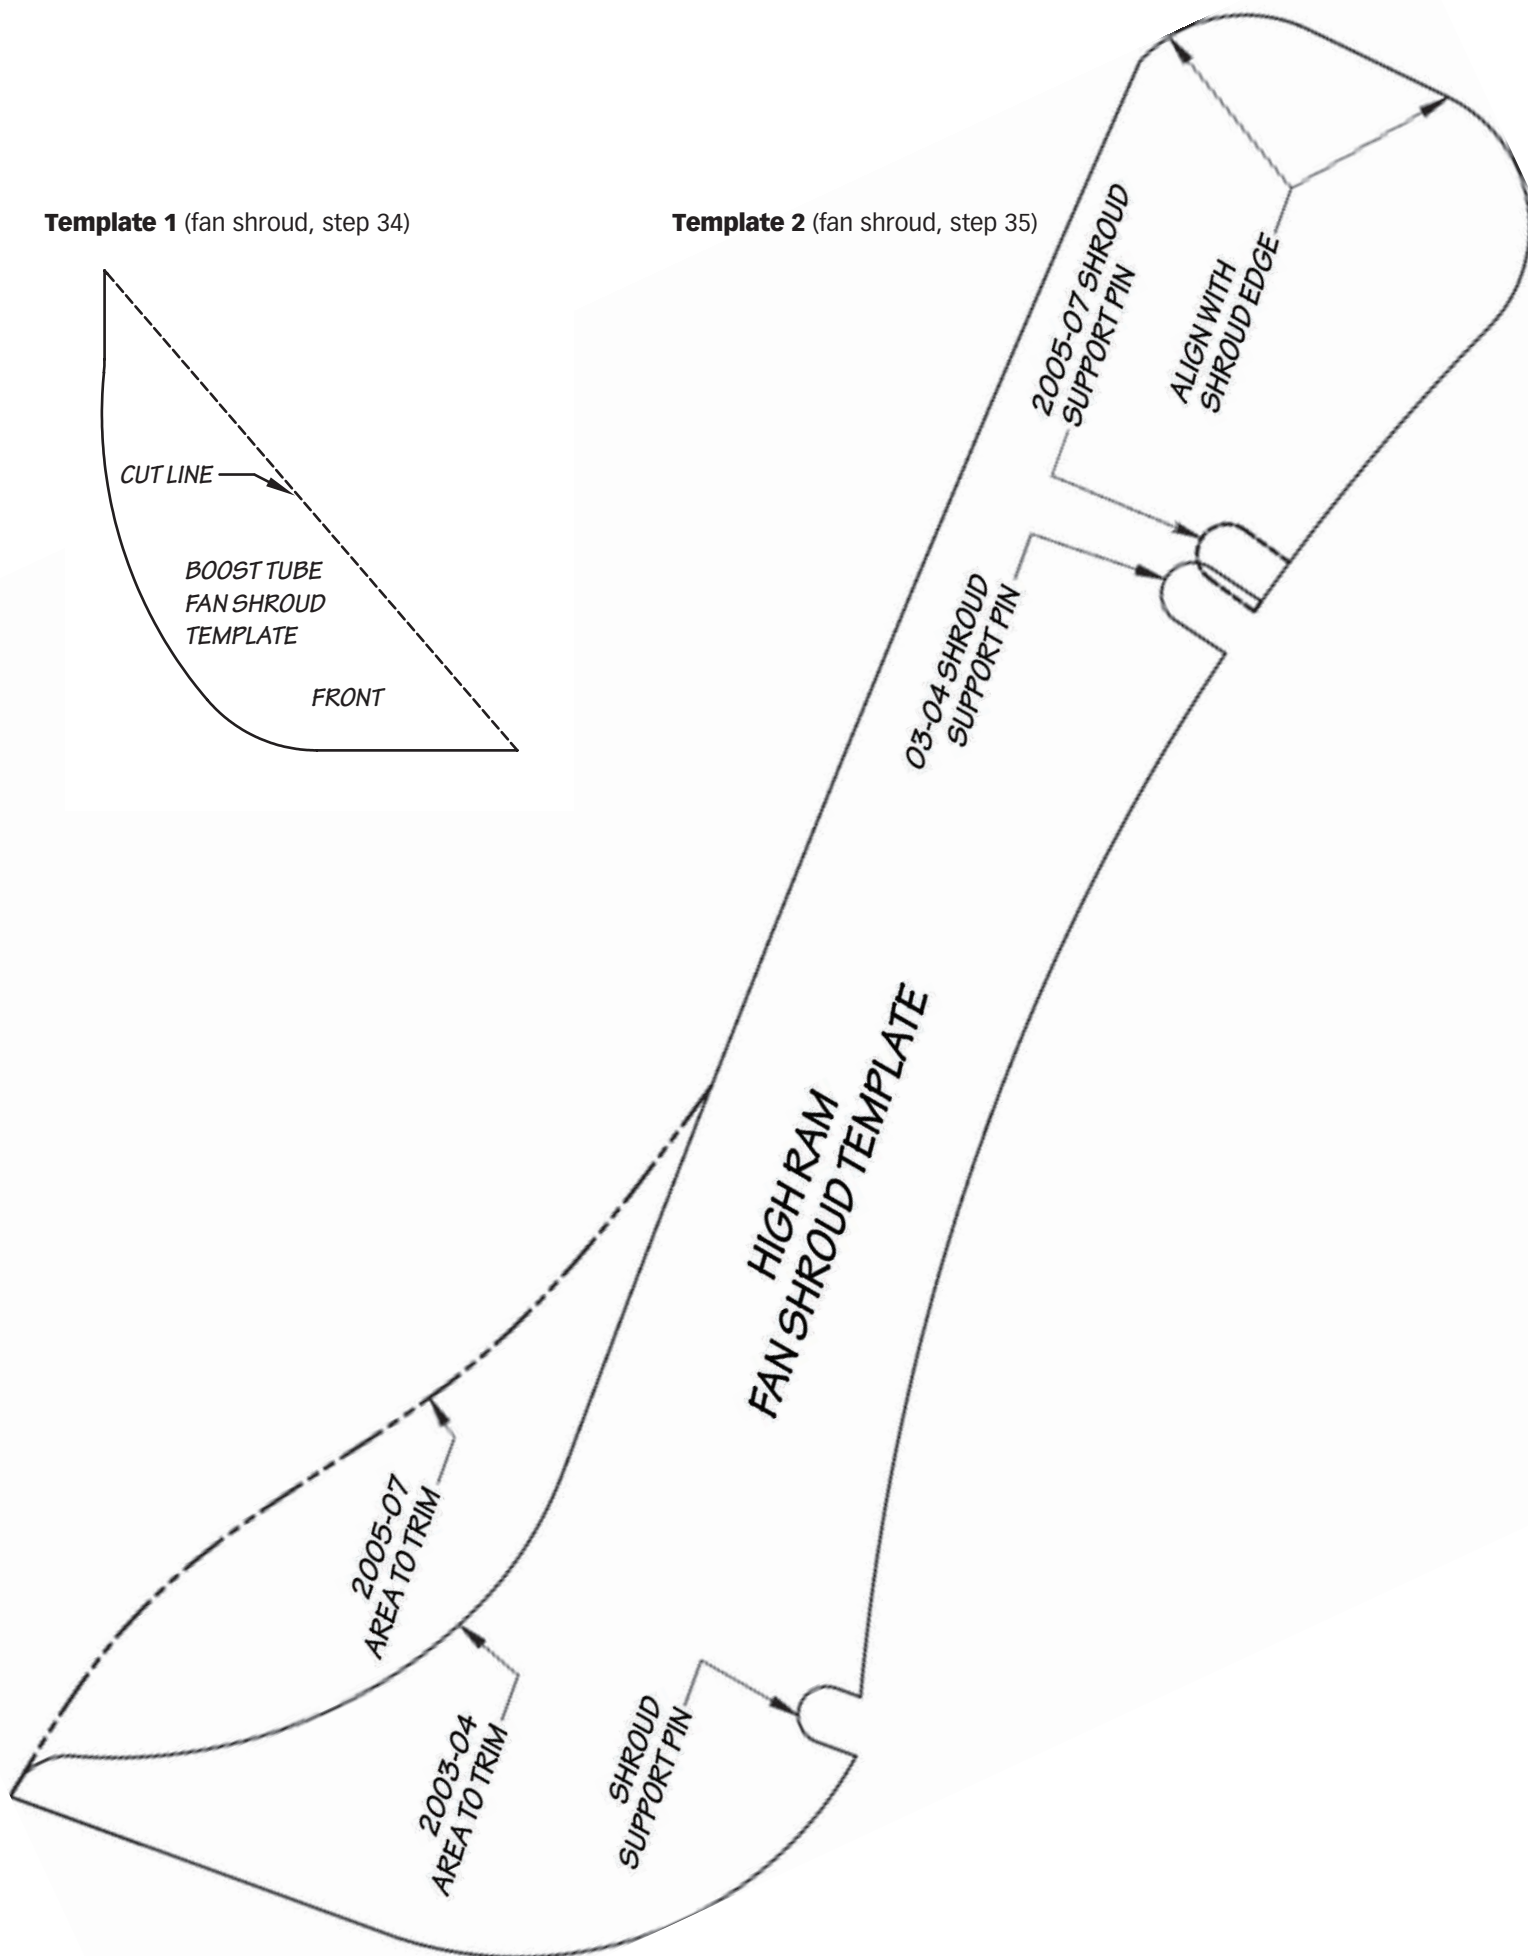 Template 1 (fan shroud, step 34)
CUT LINE
BOOST TUBE
FAN SHROUD
TEMPLATE
FRONT
Template 2 (fan shroud, step 35)
2005-07 SHROUD
SUPPORT PIN
ALIGN WITH
SHROUD EDGE
03-04 SHROUD
SUPPORT PIN
HIGH RAM
FAN SHROUD TEMPLATE
2005-07
AREA TO TRIM
2003-04
AREA TO TRIM
SHROUD
SUPPORT PIN